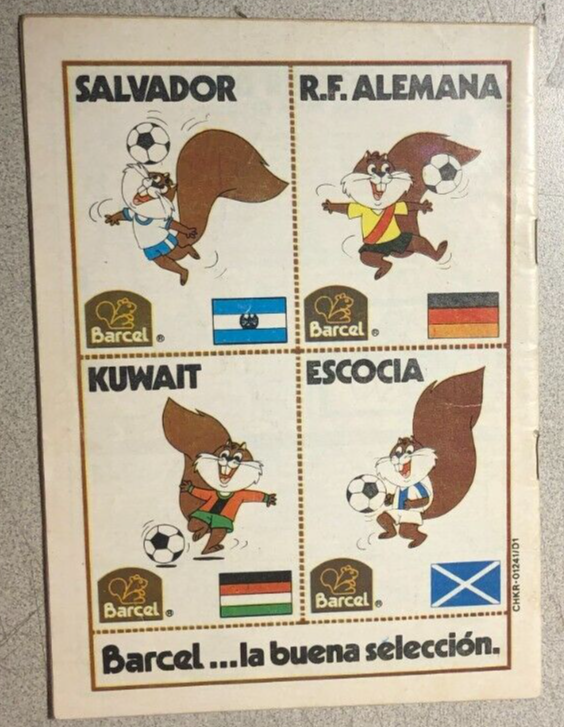 SALVADOR
R.F. ALEMANA
Barcel ®
Barcel ®
KUWAIT
ESCOCIA
Barcel ®
Barcel ®
CHKR-01241/01
Barcel ...la buena selección.